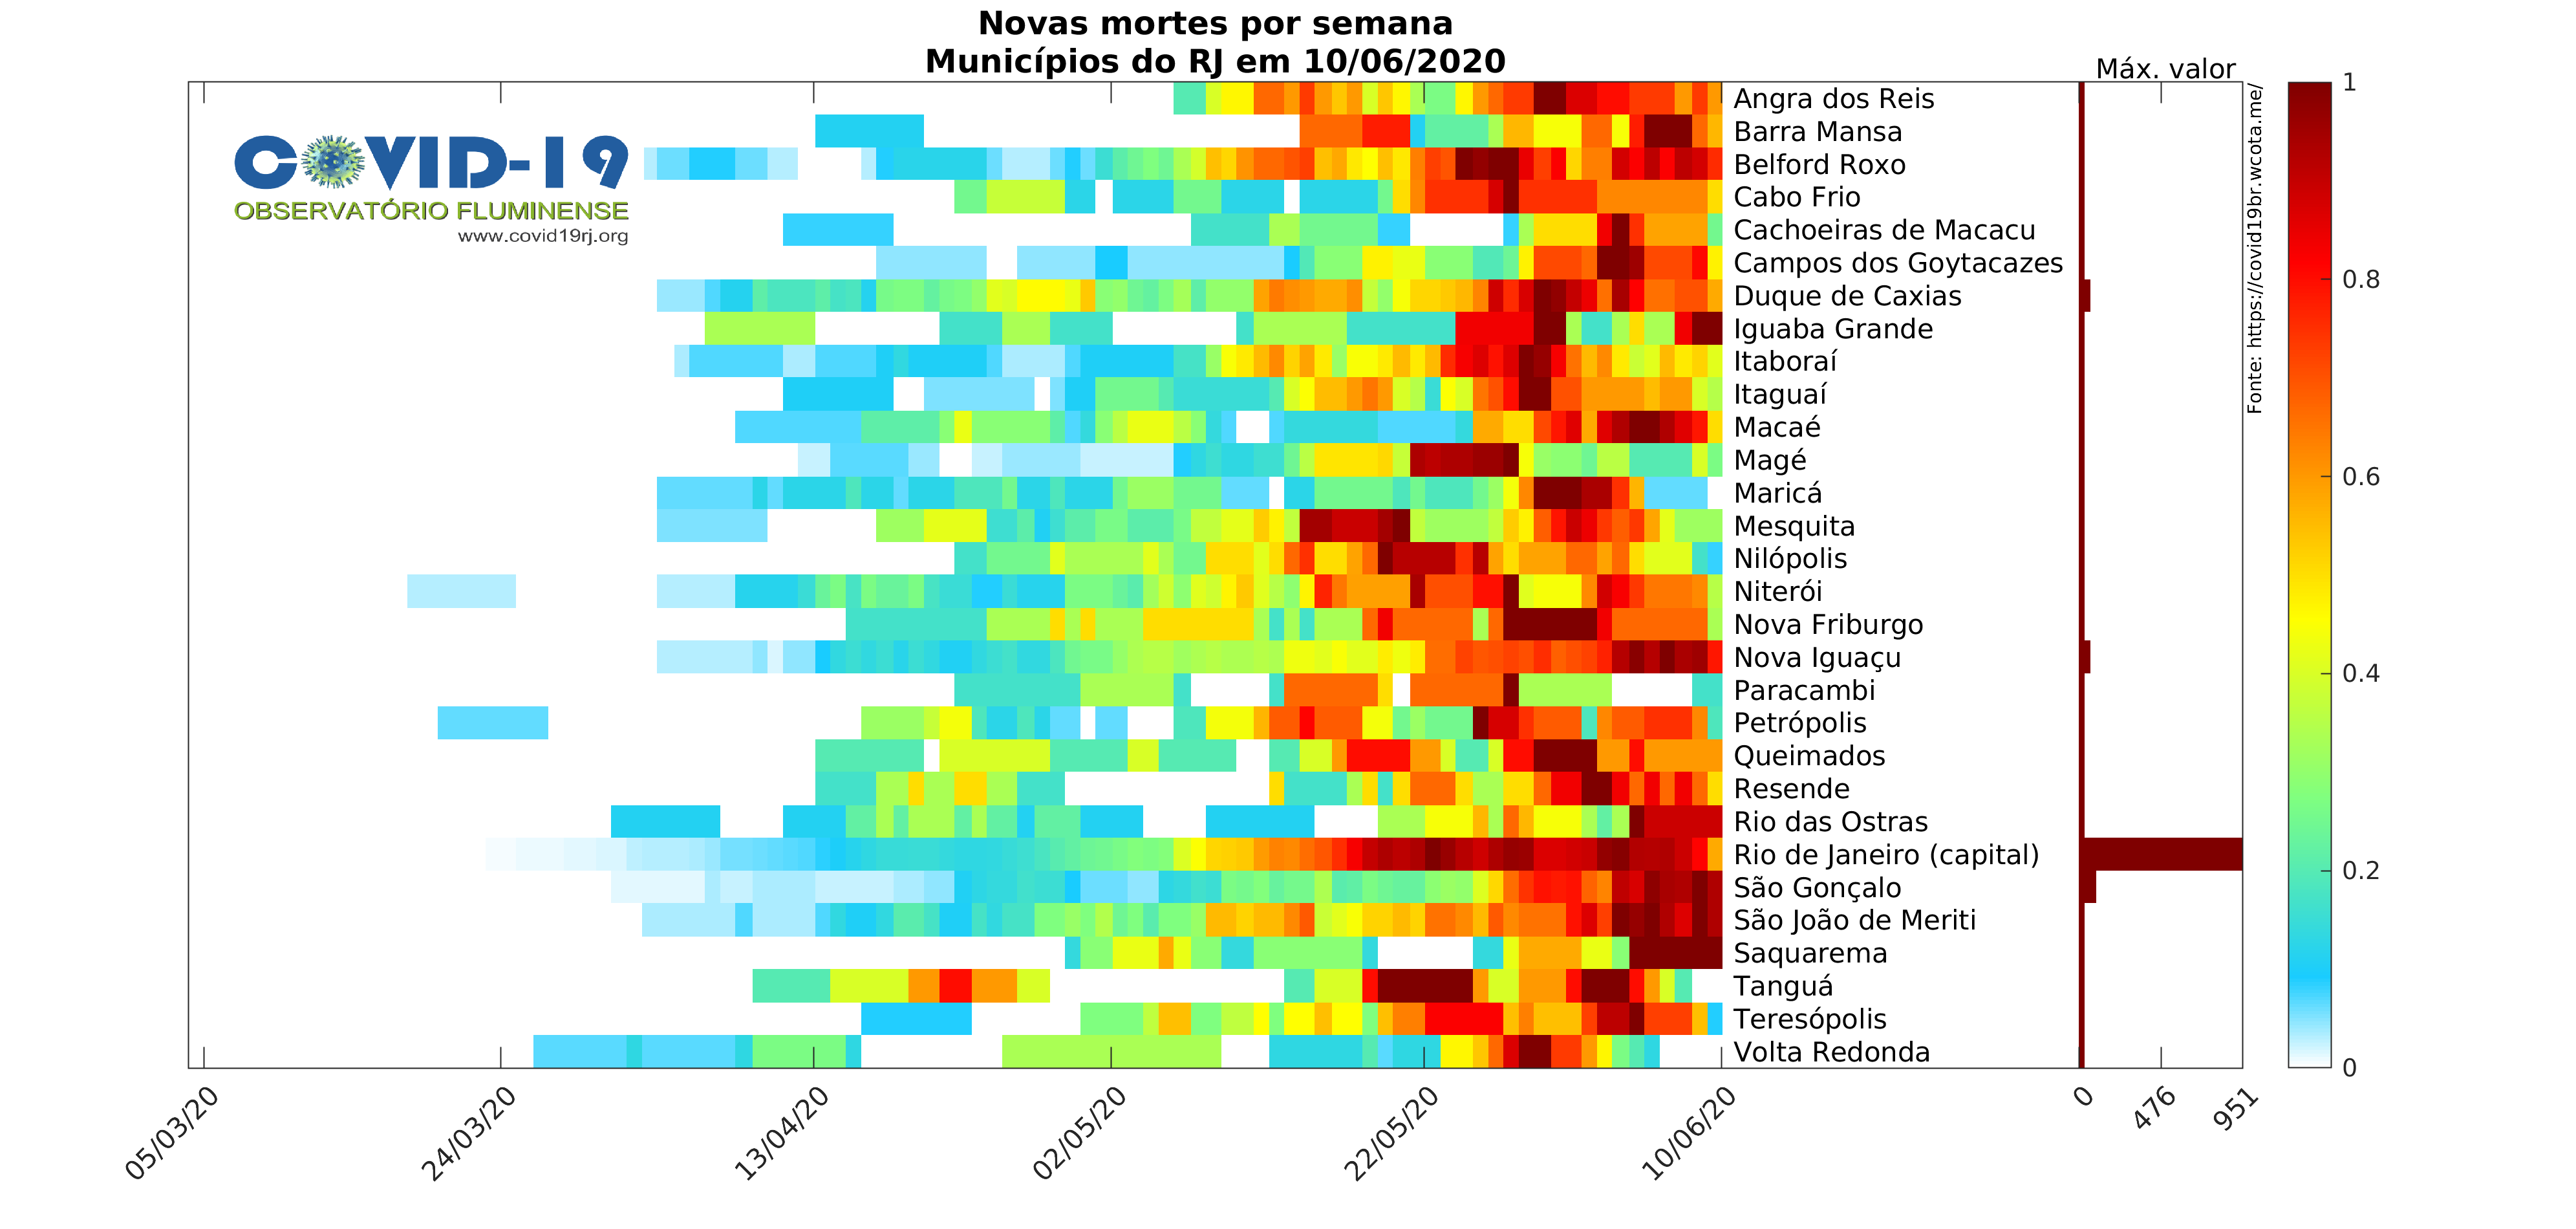 Novas mortes por semana
Municípios do RJ em 10/06/2020
Máx. valor
COVID-19
OBSERVATÓRIO FLUMINENSE
www.covid19rj.org
Angra dos Reis
Barra Mansa
Belford Roxo
Cabo Frio
Cachoeiras de Macacu
Campos dos Goytacazes
Duque de Caxias
Iguaba Grande
Itaboraí
Itaguaí
Macaé
Magé
Maricá
Mesquita
Nilópolis
Niterói
Nova Friburgo
Nova Iguaçu
Paracambi
Petrópolis
Queimados
Resende
Rio das Ostras
Rio de Janeiro (capital)
São Gonçalo
São João de Meriti
Saquarema
Tanguá
Teresópolis
Volta Redonda
Fonte: https://covid19br.wcota.me/
1
0.8
0.6
0.4
0.2
0
05/03/20
24/03/20
13/04/20
02/05/20
22/05/20
10/06/20
0
476
951